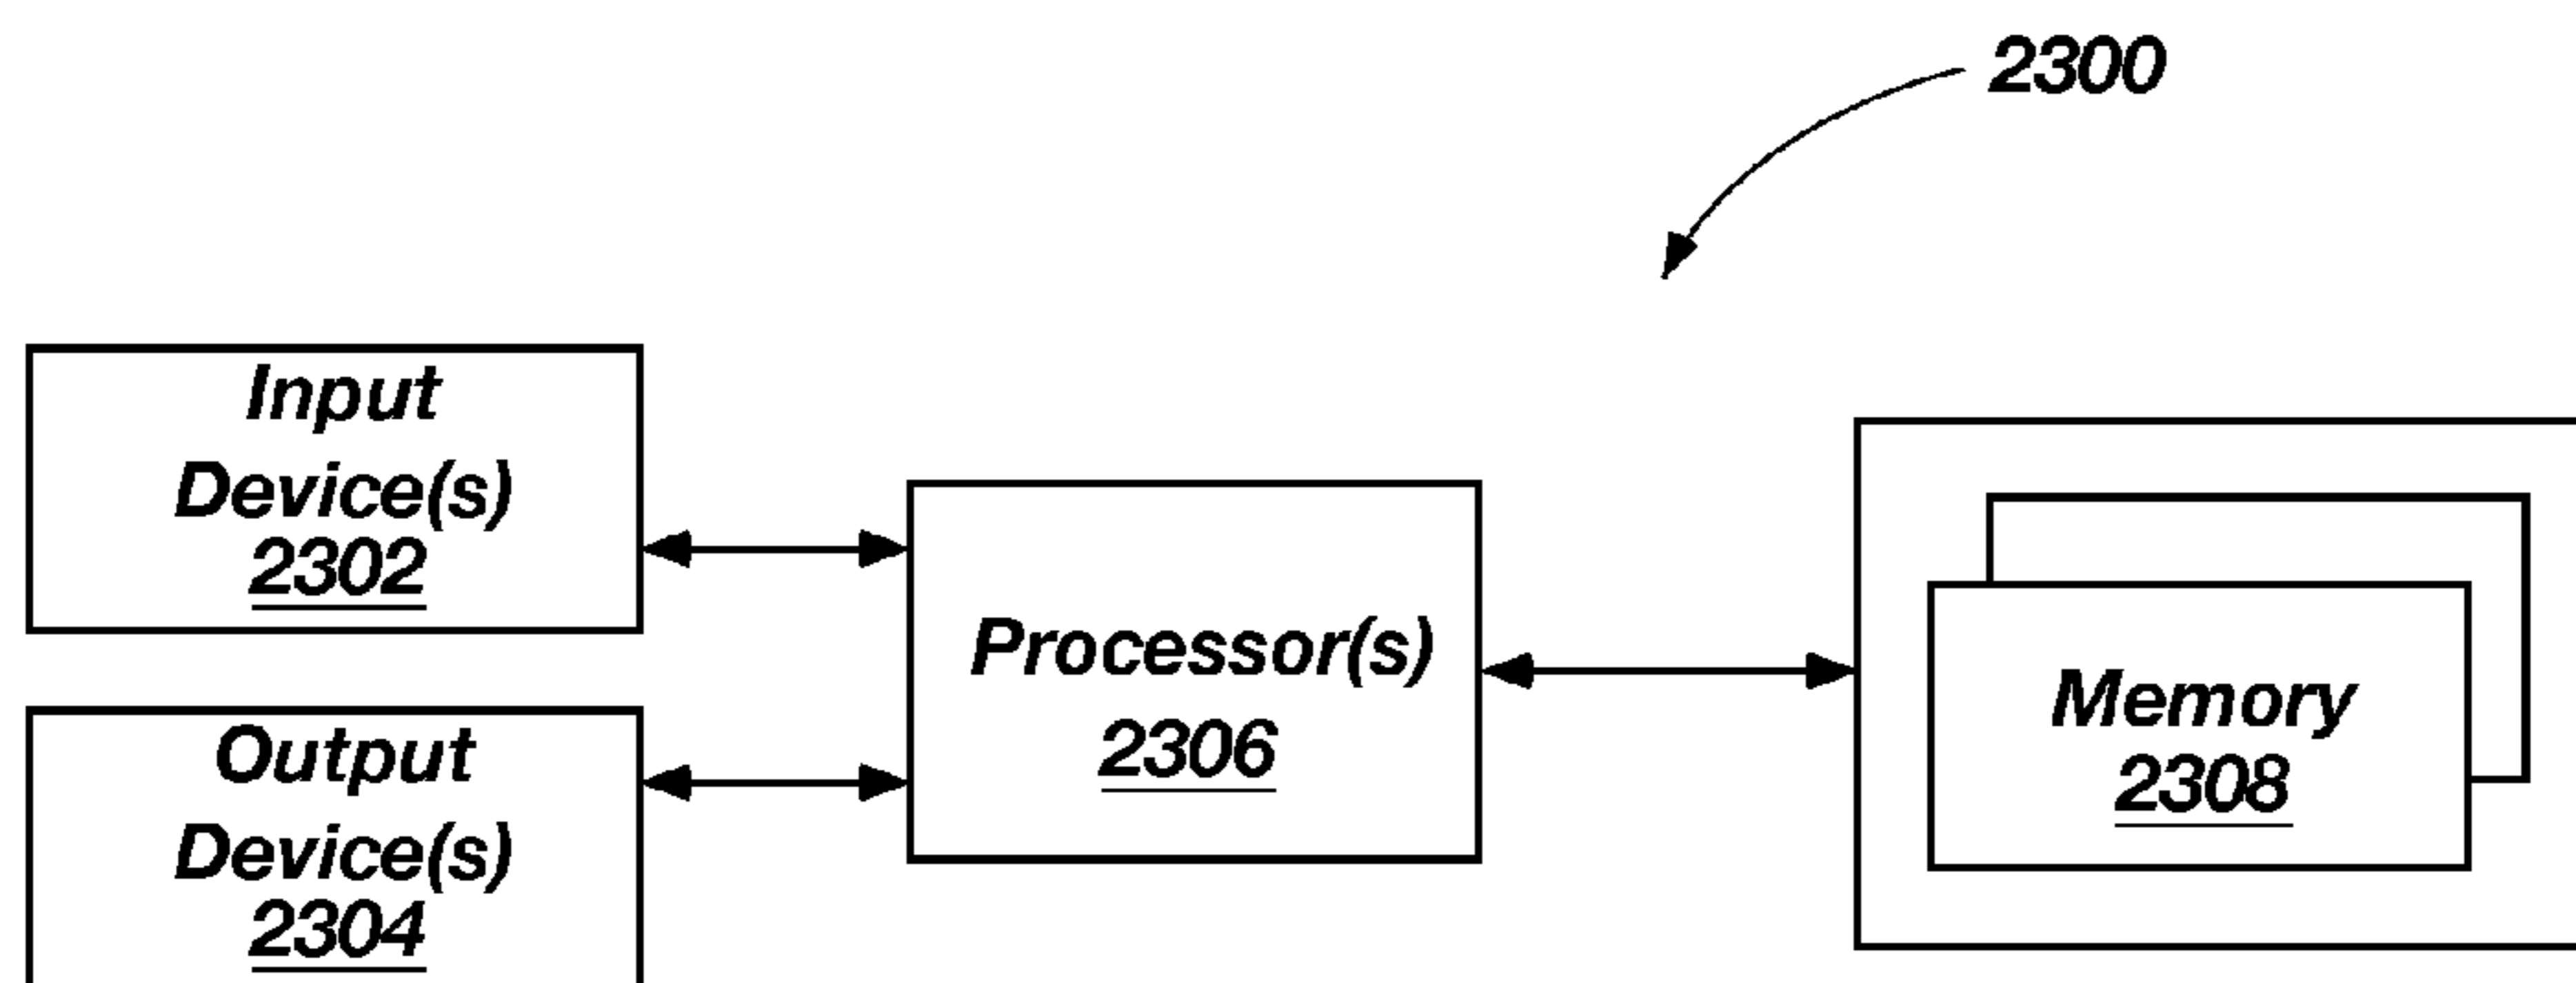 2300
Input
Device(s)
2302
Output
Device(s)
2304
Processor(s)
2306
Memory
2308